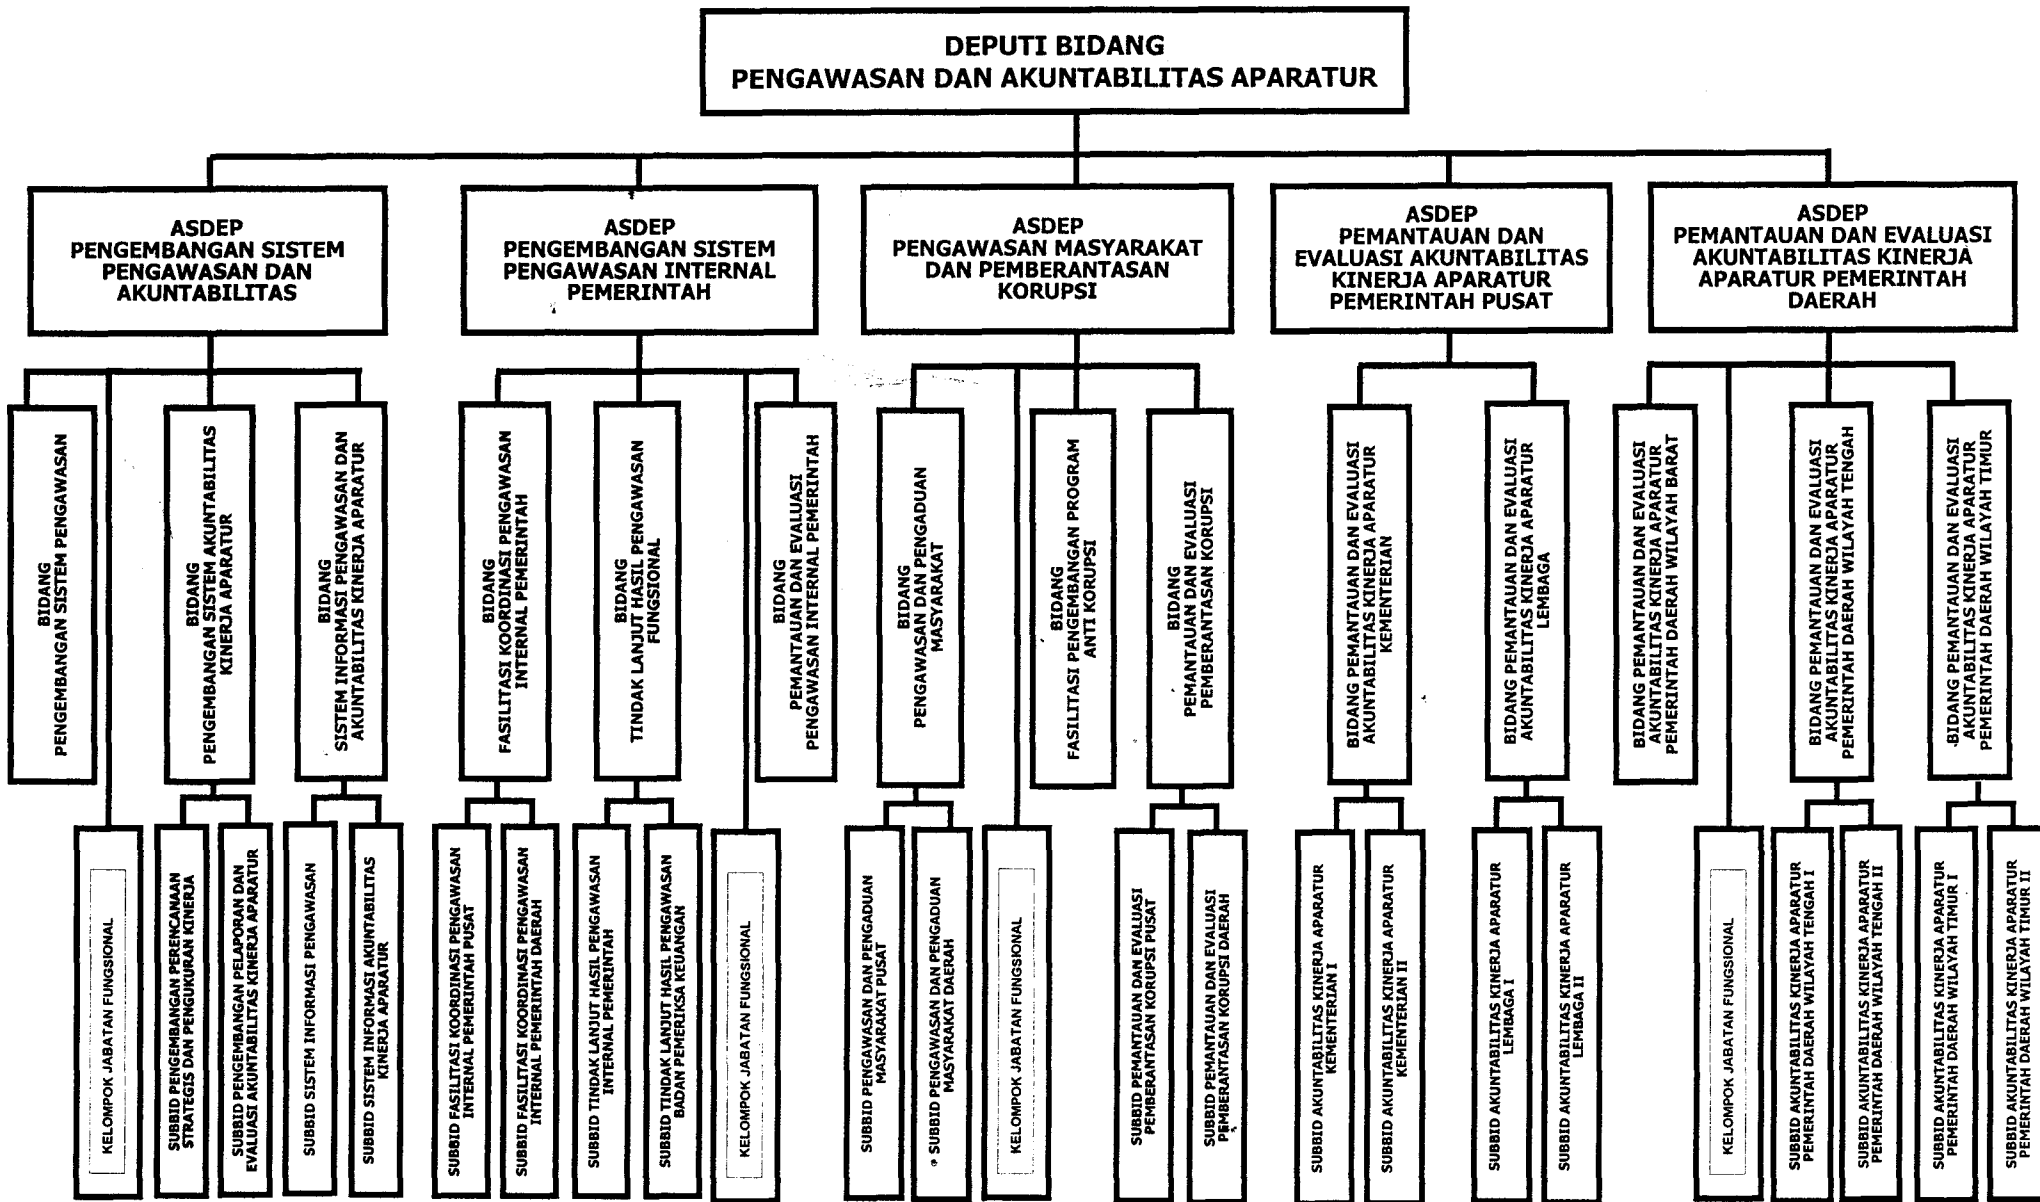 DEPUTI BIDANG
PENGAWASAN DAN AKUNTABILITAS APARATUR
ASDEP
PENGEMBANGAN SISTEM
PENGAWASAN DAN
AKUNTABILITAS
ASDEP
PENGEMBANGAN SISTEM
PENGAWASAN INTERNAL
PEMERINTAH
ASDEP
PENGAWASAN MASYARAKAT
DAN PEMBERANTASAN
KORUPSI
ASDEP
PEMANTAUAN DAN
EVALUASI AKUNTABILITAS
KINERJA APARATUR
PEMERINTAH PUSAT
ASDEP
PEMANTAUAN DAN EVALUASI
AKUNTABILITAS KINERJA
APARATUR PEMERINTAH
DAERAH
BIDANG
PENGEMBANGAN SISTEM PENGAWASAN
BIDANG
PENGEMBANGAN SISTEM AKUNTABILITAS
KINERJA APARATUR
BIDANG
SISTEM INFORMASI PENGAWASAN DAN
AKUNTABILITAS KINERJA APARATUR
BIDANG
FASILITASI KOORDINASI PENGAWASAN
INTERNAL PEMERINTAH
BIDANG
TINDAK LANJUT HASIL PENGAWASAN
FUNGSIONAL
BIDANG
PEMANTAUAN DAN EVALUASI
PENGAWASAN INTERNAL PEMERINTAH
BIDANG
PENGAWASAN DAN PENGADUAN
MASYARAKAT
BIDANG
FASILITASI PENGEMBANGAN PROGRAM
ANTI KORUPSI
BIDANG
PEMANTAUAN DAN EVALUASI
PEMBERANTASAN KORUPSI
BIDANG PEMANTAUAN DAN EVALUASI
AKUNTABILITAS KINERJA APARATUR
KEMENTERIAN
BIDANG PEMANTAUAN DAN EVALUASI
AKUNTABILITAS KINERJA APARATUR
LEMBAGA
BIDANG PEMANTAUAN DAN EVALUASI
AKUNTABILITAS KINERJA APARATUR
PEMERINTAH DAERAH WILAYAH BARAT
BIDANG PEMANTAUAN DAN EVALUASI
AKUNTABILITAS KINERJA APARATUR
PEMERINTAH DAERAH WILAYAH TENGAH
BIDANG PEMANTAUAN DAN EVALUASI
AKUNTABILITAS KINERJA APARATUR
PEMERINTAH DAERAH WILAYAH TIMUR
KELOMPOK JABATAN FUNGSIONAL
SUBBID PENGEMBANGAN PERENCANAAN
STRATEGIS DAN PENGUKURAN KINERJA
SUBBID PENGEMBANGAN PELAPORAN DAN
EVALUASI AKUNTABILITAS KINERJA APARATUR
SUBBID SISTEM INFORMASI PENGAWASAN
SUBBID SISTEM INFORMASI AKUNTABILITAS
KINERJA APARATUR
SUBBID FASILITASI KOORDINASI PENGAWASAN
INTERNAL PEMERINTAH PUSAT
SUBBID FASILITASI KOORDINASI PENGAWASAN
INTERNAL PEMERINTAH DAERAH
SUBBID TINDAK LANJUT HASIL PENGAWASAN
INTERNAL PEMERINTAH
SUBBID TINDAK LANJUT HASIL PENGAWASAN
BADAN PEMERIKSA KEUANGAN
KELOMPOK JABATAN FUNGSIONAL
SUBBID PENGAWASAN DAN PENGADUAN
MASYARAKAT PUSAT
SUBBID PENGAWASAN DAN PENGADUAN
MASYARAKAT DAERAH
KELOMPOK JABATAN FUNGSIONAL
SUBBID PEMANTAUAN DAN EVALUASI
PEMBERANTASAN KORUPSI PUSAT
SUBBID PEMANTAUAN DAN EVALUASI
PEMBERANTASAN KORUPSI DAERAH
SUBBID AKUNTABILITAS KINERJA APARATUR
KEMENTERIAN I
SUBBID AKUNTABILITAS KINERJA APARATUR
KEMENTERIAN II
SUBBID AKUNTABILITAS KINERJA APARATUR
LEMBAGA I
SUBBID AKUNTABILITAS KINERJA APARATUR
LEMBAGA II
KELOMPOK JABATAN FUNGSIONAL
SUBBID AKUNTABILITAS KINERJA APARATUR
PEMERINTAH DAERAH WILAYAH TENGAH I
SUBBID AKUNTABILITAS KINERJA APARATUR
PEMERINTAH DAERAH WILAYAH TENGAH II
SUBBID AKUNTABILITAS KINERJA APARATUR
PEMERINTAH DAERAH WILAYAH TIMUR I
SUBBID AKUNTABILITAS KINERJA APARATUR
PEMERINTAH DAERAH WILAYAH TIMUR II